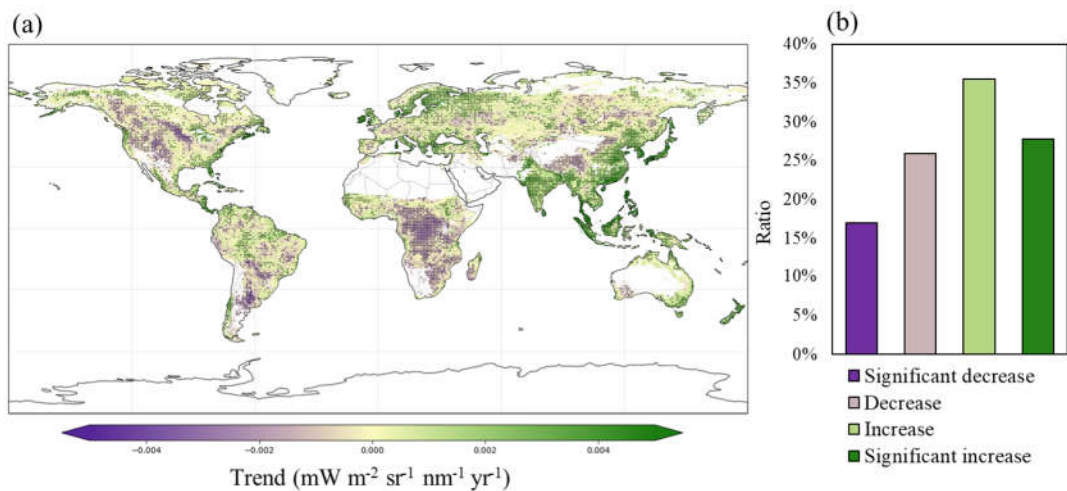 (a)
(b)
40%
35%
30%
25%
20%
15%
10%
5%
0%
Ratio
Significant decrease
Decrease
Increase
Significant increase
−0.004 −0.002 0.000 0.002 0.004
Trend (mW m⁻² sr⁻¹ nm⁻¹ yr⁻¹)